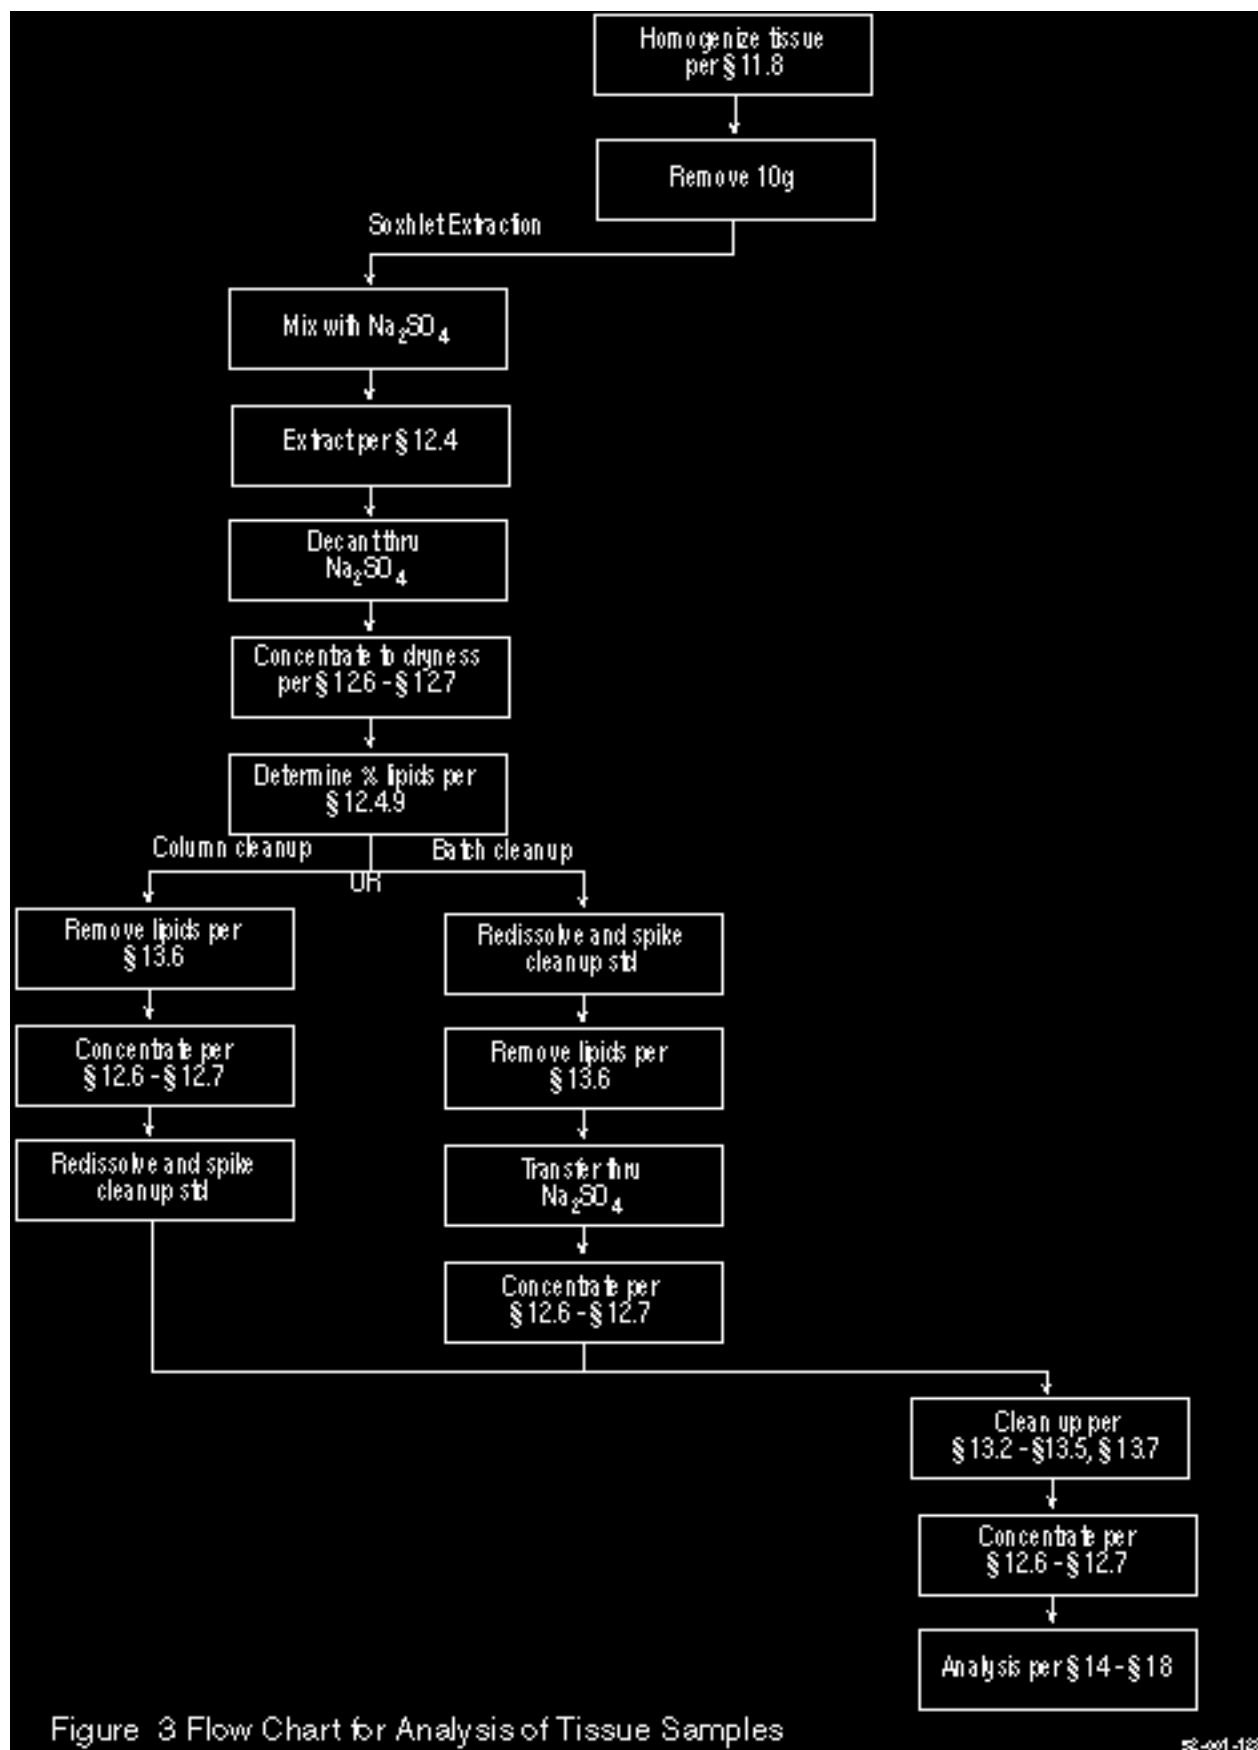 Homogenize tissue
per § 11.8
Remove 10g
Soxhlet Extraction
Mix with Na₂SO₄
Extract per § 12.4
Decant thru
Na₂SO₄
Concentrate to dryness
per § 12.6 - § 12.7
Determine % lipids per
§ 12.4.9
Column cleanup
Batch cleanup
OR
Remove lipids per
§ 13.6
Concentrate per
§ 12.6 - § 12.7
Redissolve and spike
cleanup std
Redissolve and spike
cleanup std
Remove lipids per
§ 13.6
Transfer thru
Na₂SO₄
Concentrate per
§ 12.6 - § 12.7
Clean up per
§ 13.2 - § 13.5, § 13.7
Concentrate per
§ 12.6 - § 12.7
Analysis per § 14 - § 18
Figure 3 Flow Chart for Analysis of Tissue Samples